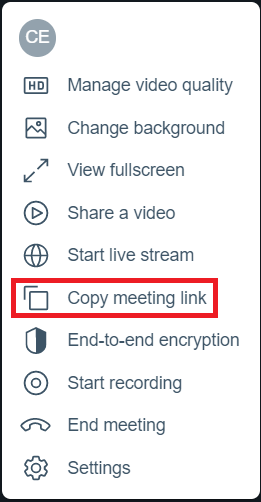 CE
HD
Manage video quality
Change background
View fullscreen
Share a video
Start live stream
Copy meeting link
End-to-end encryption
Start recording
End meeting
Settings